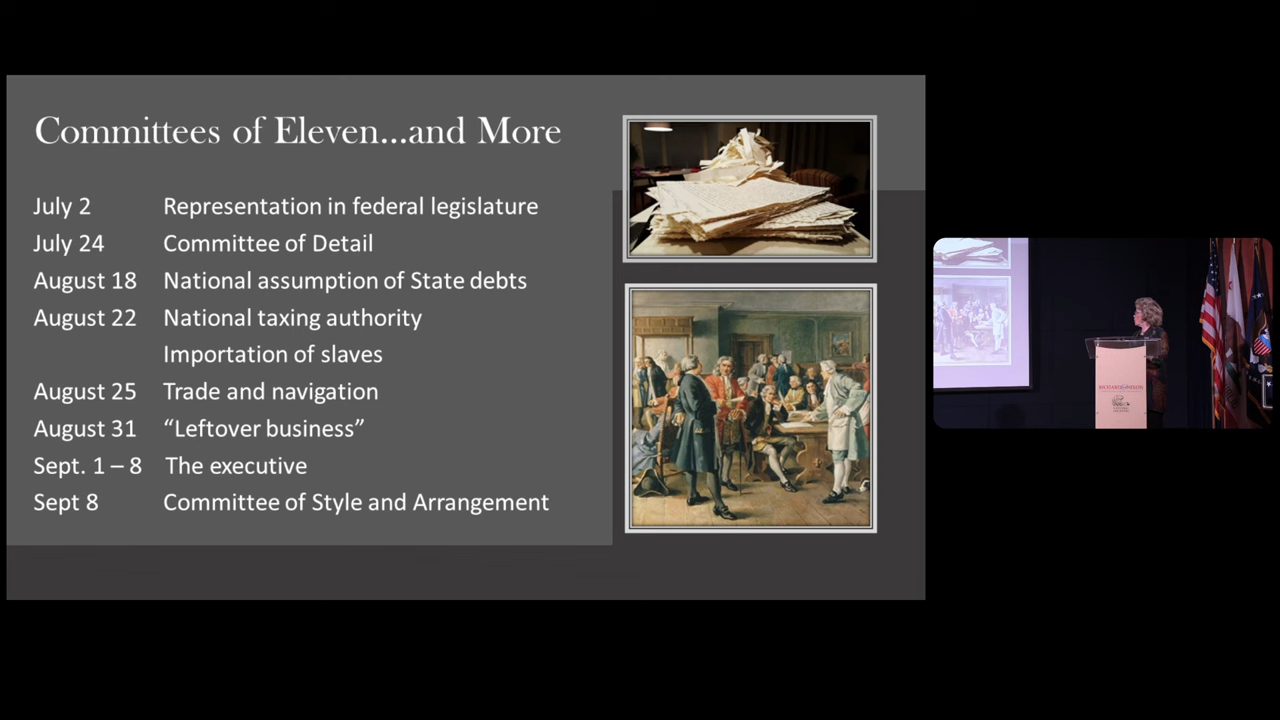 Committees of Eleven...and More
July 2 Representation in federal legislature
July 24 Committee of Detail
August 18 National assumption of State debts
August 22 National taxing authority
Importation of slaves
August 25 Trade and navigation
August 31 “Leftover business”
Sept. 1 – 8 The executive
Sept 8 Committee of Style and Arrangement